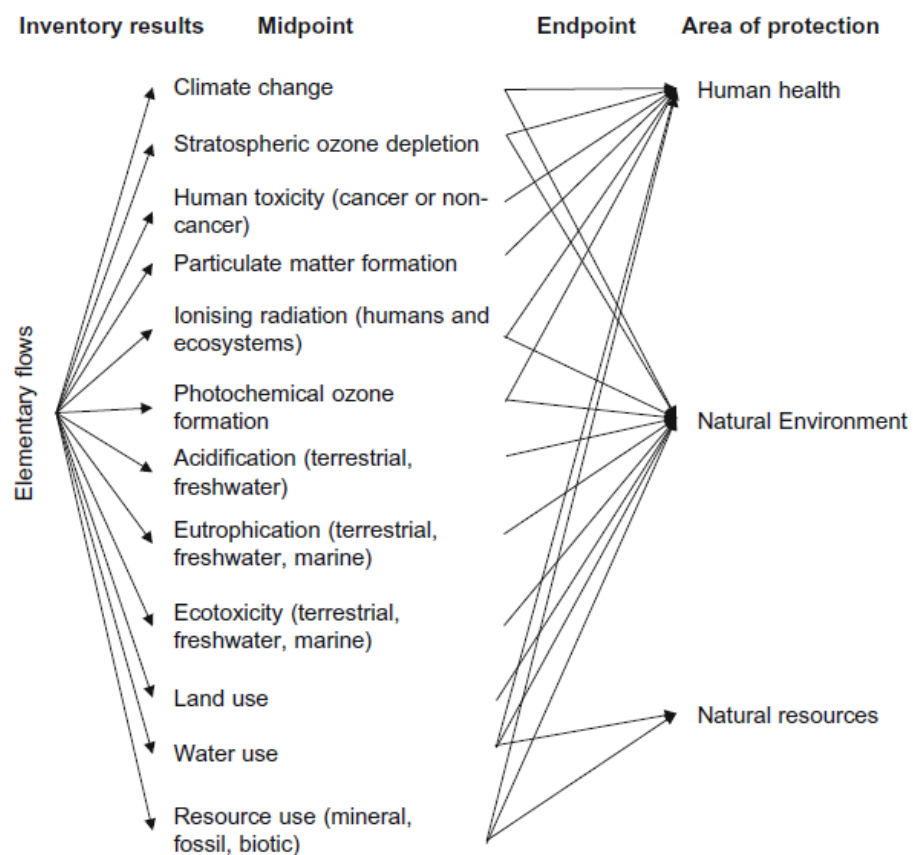 Inventory results Midpoint Endpoint Area of protection
Climate change
Human health
Stratospheric ozone depletion
Human toxicity (cancer or non-
cancer)
Particulate matter formation
Ionising radiation (humans and
ecosystems)
Elementary flows
Photochemical ozone
formation
Natural Environment
Acidification (terrestrial,
freshwater)
Eutrophication (terrestrial,
freshwater, marine)
Ecotoxicity (terrestrial,
freshwater, marine)
Land use
Natural resources
Water use
Resource use (mineral,
fossil, biotic)